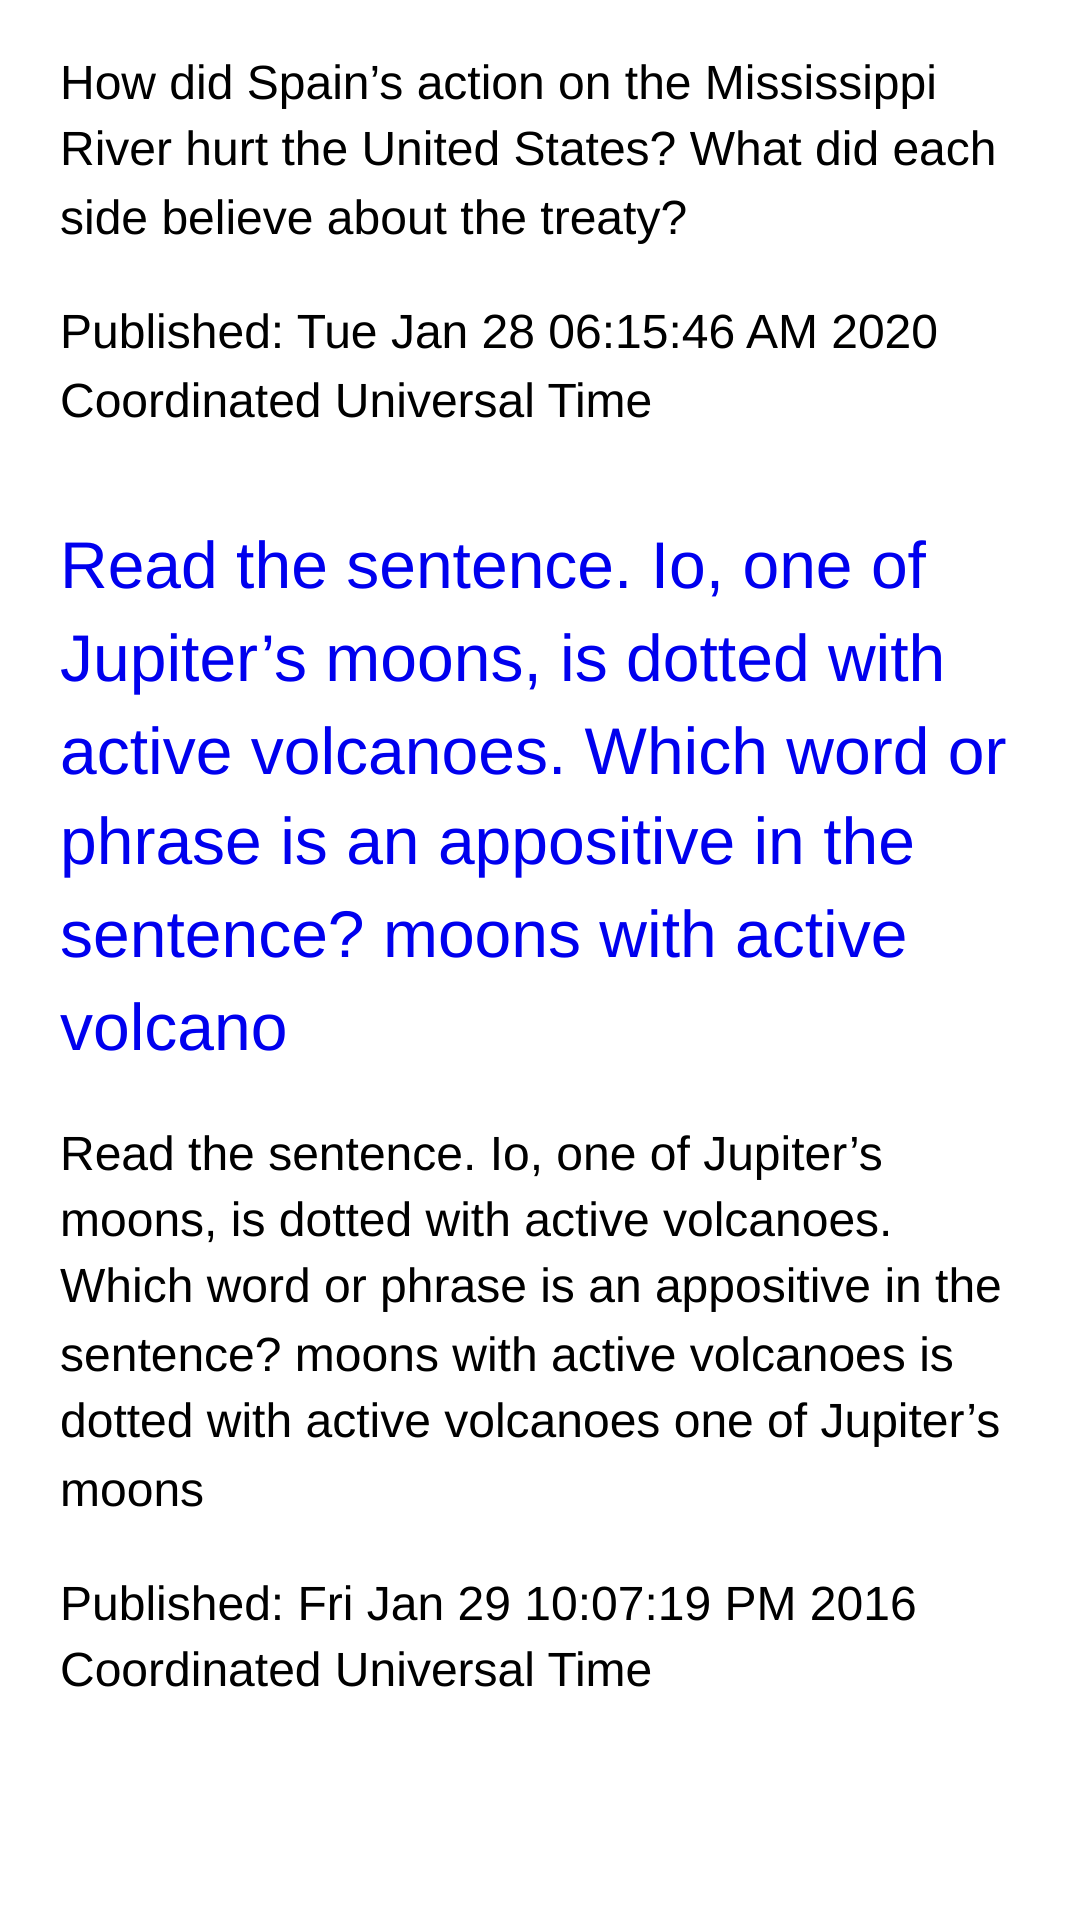 How did Spain’s action on the Mississippi
River hurt the United States? What did each
side believe about the treaty?
Published: Tue Jan 28 06:15:46 AM 2020
Coordinated Universal Time
Read the sentence. Io, one of
Jupiter’s moons, is dotted with
active volcanoes. Which word or
phrase is an appositive in the
sentence? moons with active
volcano
Read the sentence. Io, one of Jupiter’s
moons, is dotted with active volcanoes.
Which word or phrase is an appositive in the
sentence? moons with active volcanoes is
dotted with active volcanoes one of Jupiter’s
moons
Published: Fri Jan 29 10:07:19 PM 2016
Coordinated Universal Time